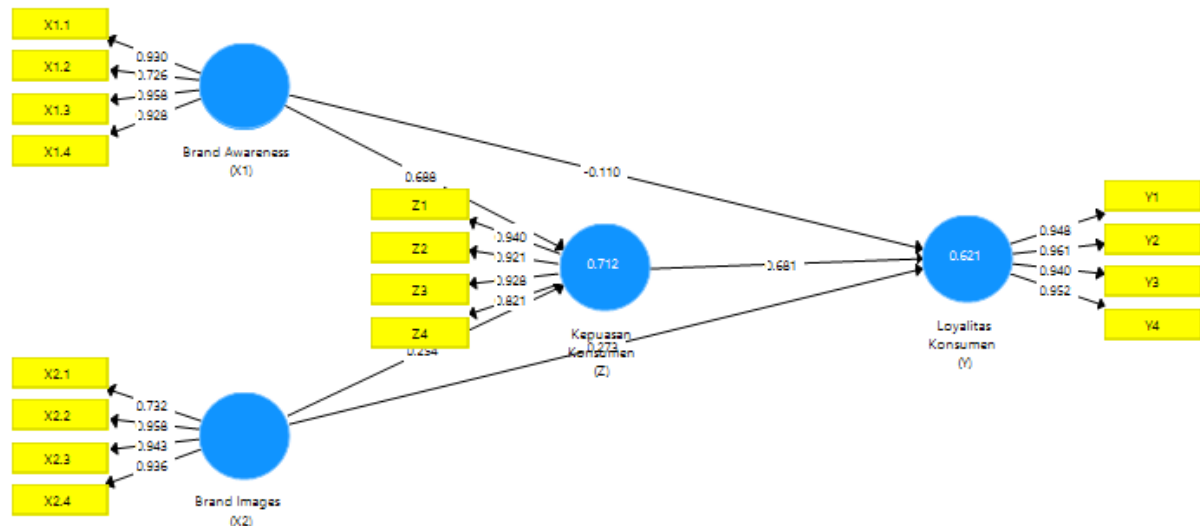 X1.1
X1.2
X1.3
X1.4
0.930
0.726
0.958
0.928
Brand Awareness
(X1)
-0.110
0.688
Z1
Z2
Z3
Z4
0.940
0.921
0.928
0.821
0.712
Kepuasan
Konsumen
(Z)
0.681
0.621
Loyalitas
Konsumen
(Y)
0.948
0.961
0.940
0.952
Y1
Y2
Y3
Y4
0.273
X2.1
X2.2
X2.3
X2.4
0.732
0.958
0.943
0.936
Brand Images
(X2)